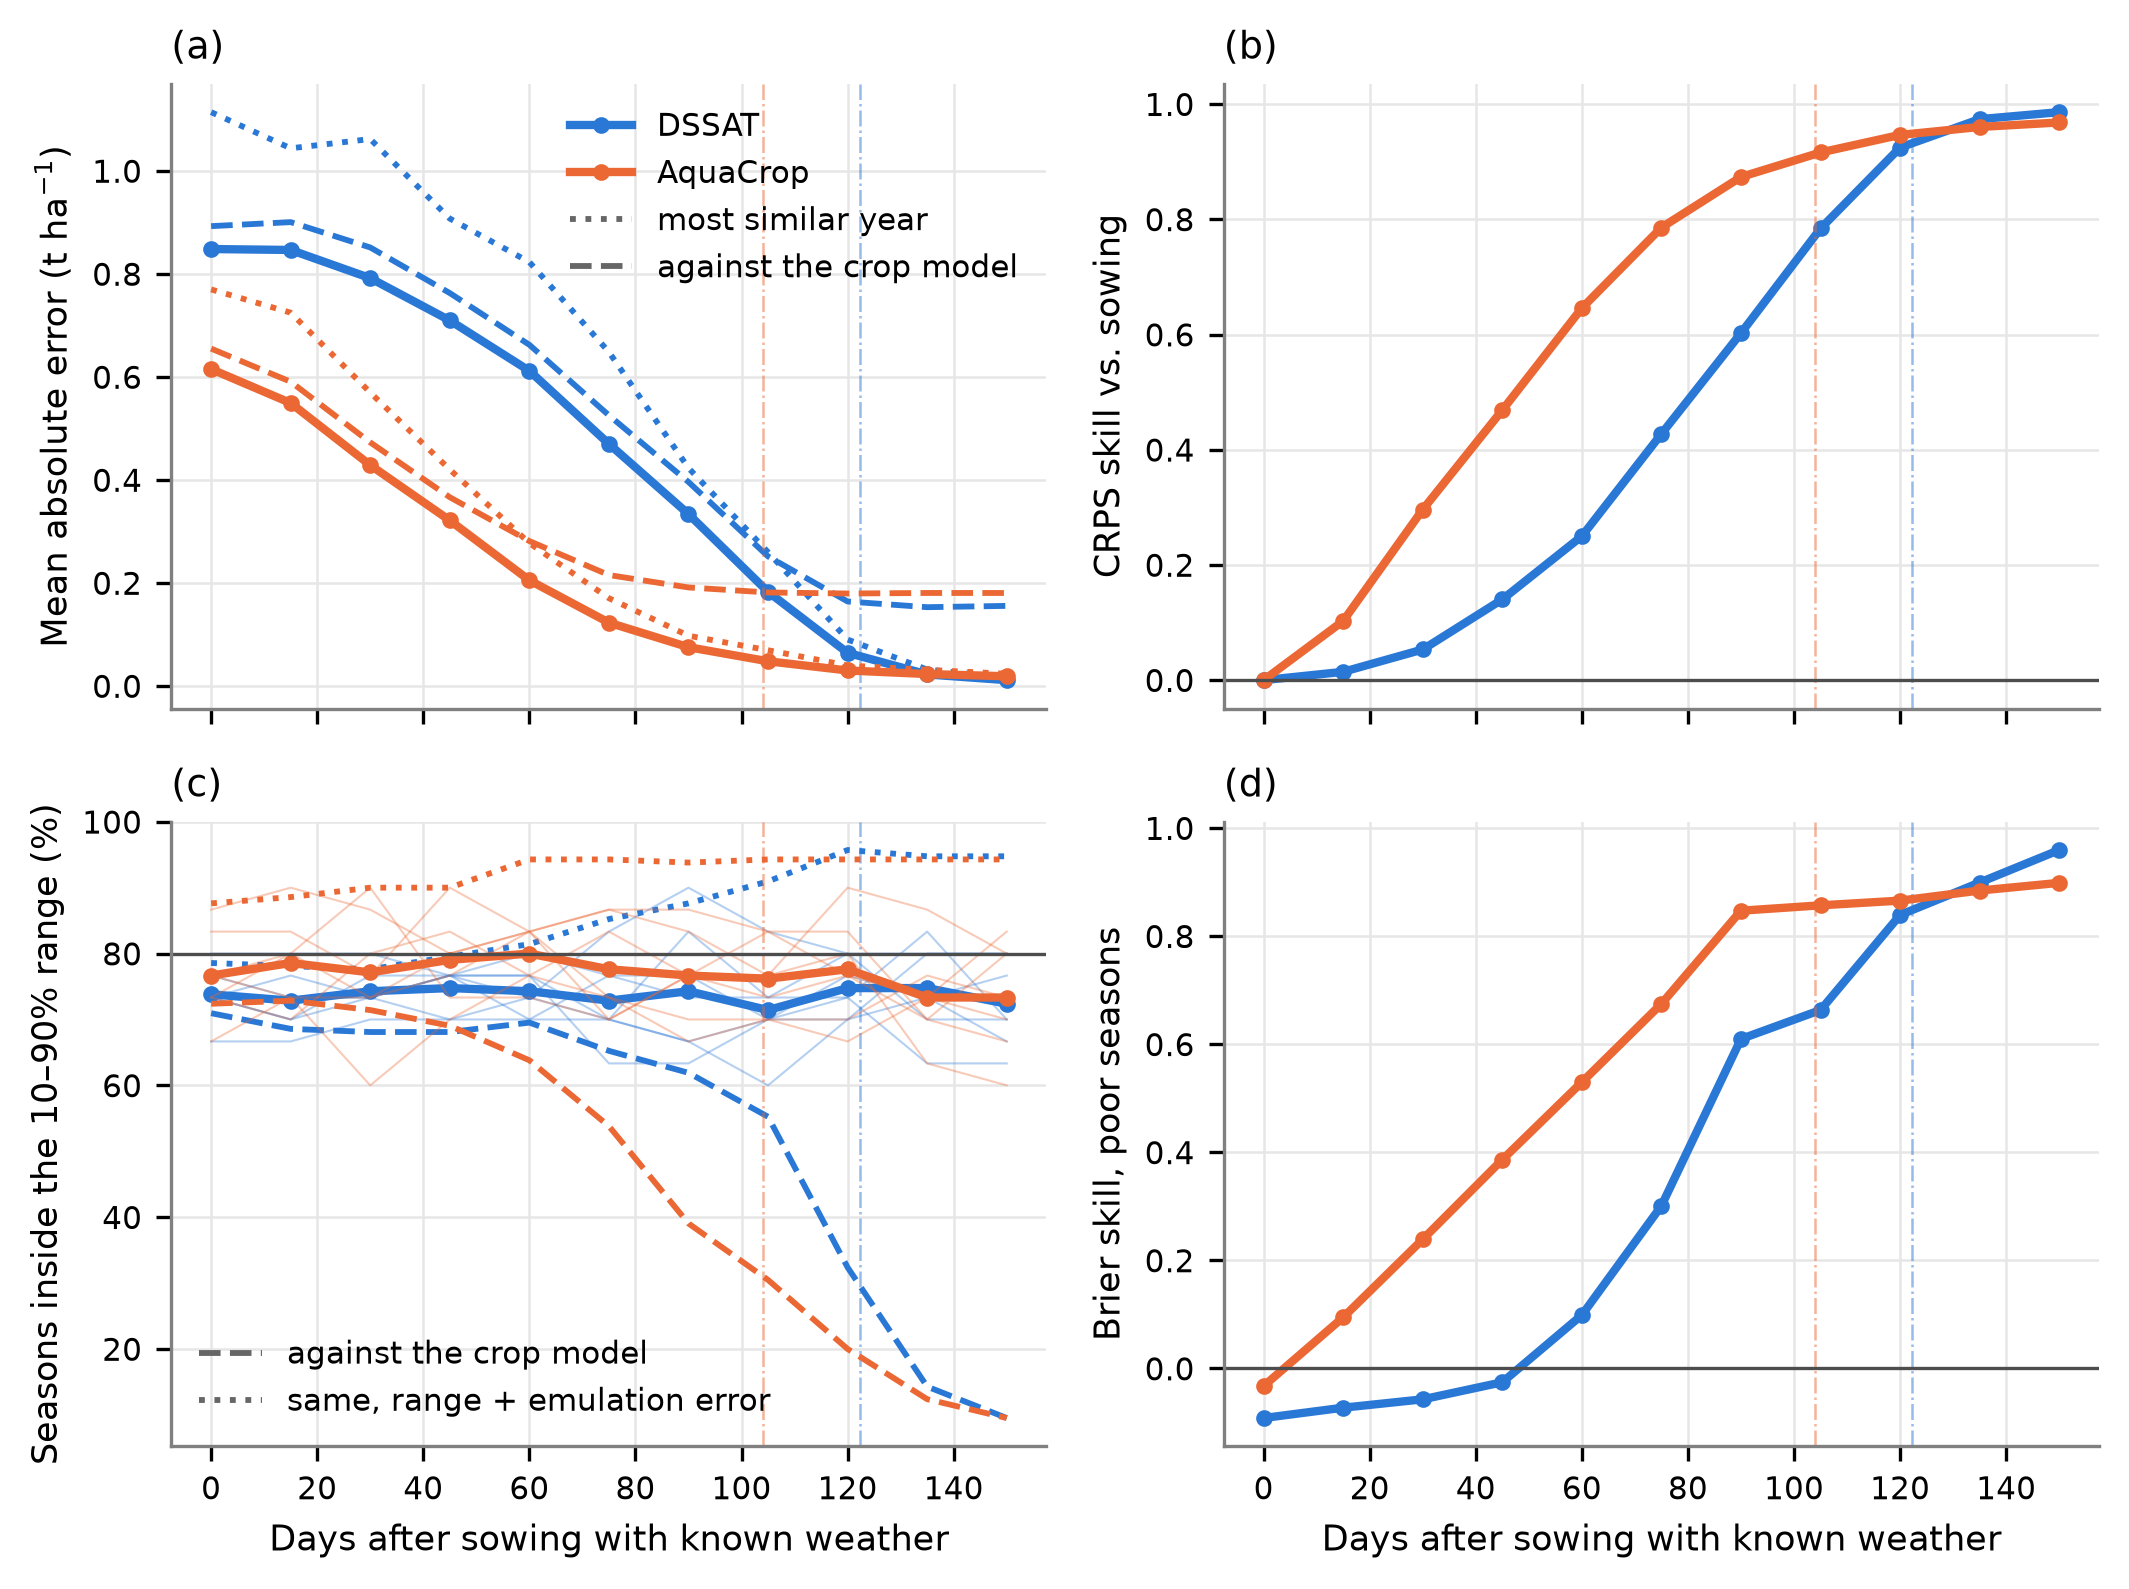 (a)
Mean absolute error (t ha⁻¹)
1.0
0.8
0.6
0.4
0.2
0.0
DSSAT
AquaCrop
most similar year
against the crop model
(b)
CRPS skill vs. sowing
1.0
0.8
0.6
0.4
0.2
0.0
(c)
Seasons inside the 10–90% range (%)
100
80
60
40
20
against the crop model
same, range + emulation error
0 20 40 60 80 100 120 140
Days after sowing with known weather
(d)
Brier skill, poor seasons
1.0
0.8
0.6
0.4
0.2
0.0
0 20 40 60 80 100 120 140
Days after sowing with known weather